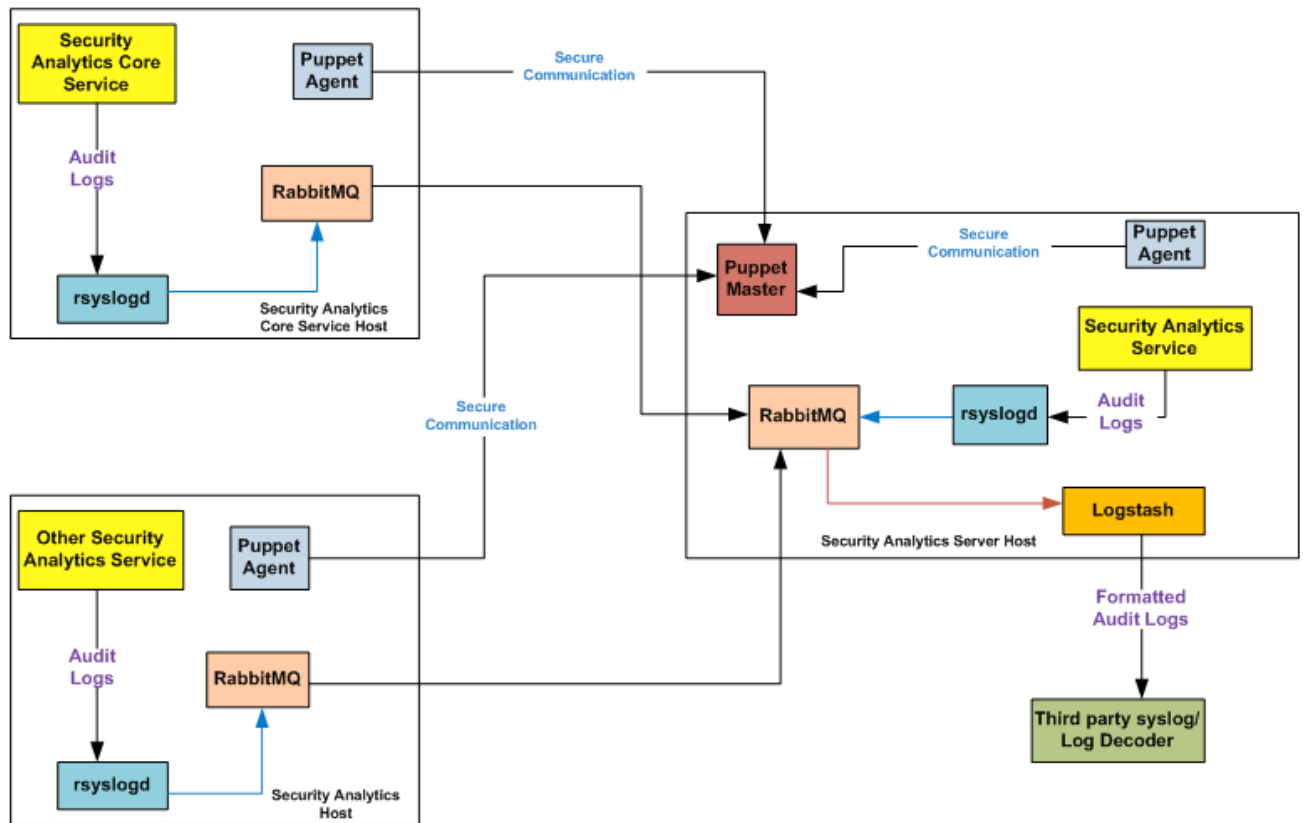 Security
Analytics Core
Service
Puppet
Agent
Secure
Communication
Audit
Logs
RabbitMQ
rsyslogd
Security Analytics
Core Service Host
Puppet
Master
Secure
Communication
Puppet
Agent
Security Analytics
Service
Secure
Communication
RabbitMQ
rsyslogd
Audit
Logs
Logstash
Security Analytics Server Host
Other Security
Analytics Service
Puppet
Agent
Audit
Logs
RabbitMQ
rsyslogd
Security Analytics
Host
Formatted
Audit Logs
Third party syslog/
Log Decoder